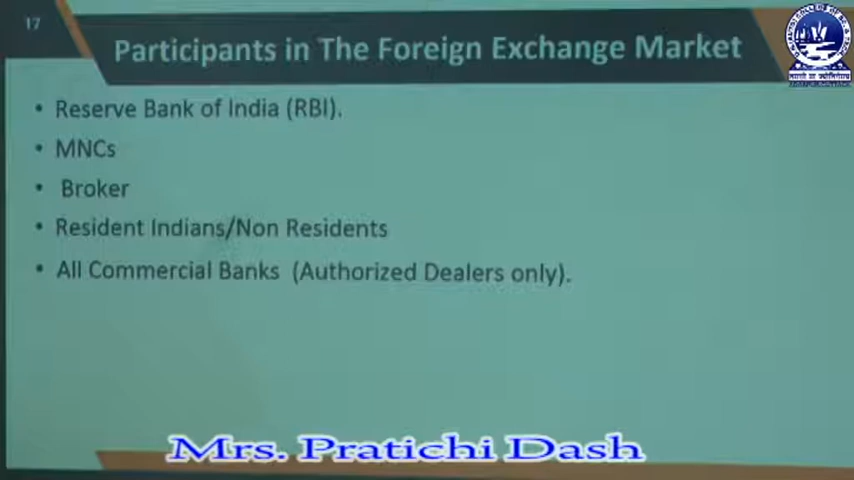 17
Participants in The Foreign Exchange Market
• Reserve Bank of India (RBI).
• MNCs
• Broker
• Resident Indians/Non Residents
• All Commercial Banks (Authorized Dealers only).
Mrs. Pratichi Dash